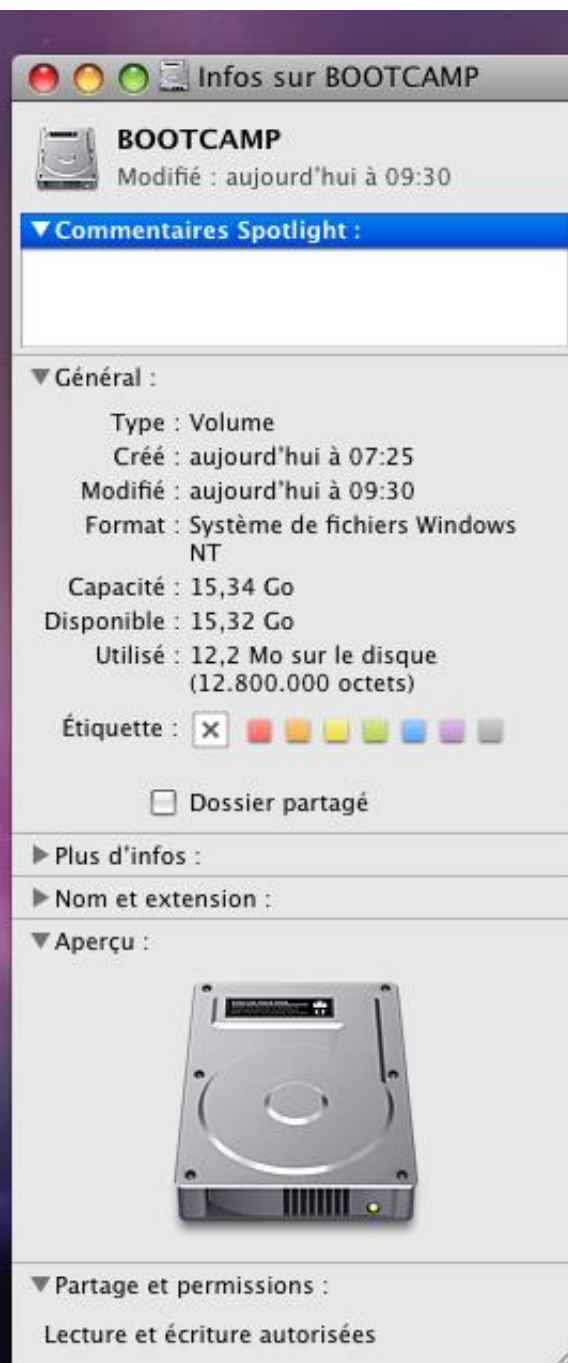 Infos sur BOOTCAMP
BOOTCAMP
Modifié : aujourd'hui à 09:30
Commentaires Spotlight :
Général :
Type : Volume
Créé : aujourd'hui à 07:25
Modifié : aujourd'hui à 09:30
Format : Système de fichiers Windows
NT
Capacité : 15,34 Go
Disponible : 15,32 Go
Utilisé : 12,2 Mo sur le disque
(12.800.000 octets)
Étiquette :
Dossier partagé
Plus d'infos :
Nom et extension :
Aperçu :
Partage et permissions :
Lecture et écriture autorisées